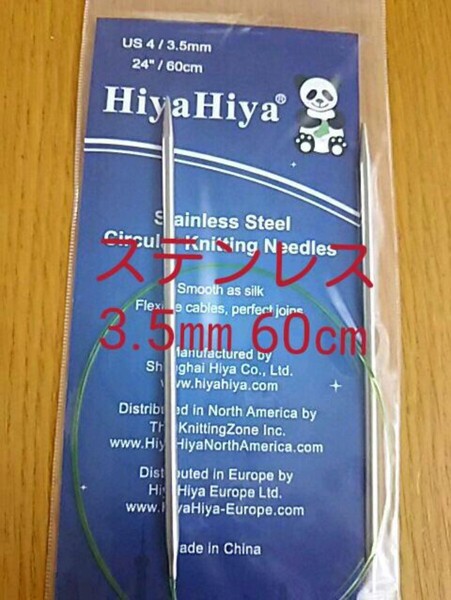 US 4 / 3.5mm
24" / 60cm
HiyaHiya®
Stainless Steel
Circular Knitting Needles
ステンレス
Smooth as silk
Flexible cables, perfect joins
3.5mm 60cm
Manufactured by
Shanghai Hiya Co., Ltd.
www.hiyahiya.com
Distributed in North America by
The KnittingZone Inc.
www.HiyaHiyaNorthAmerica.com
Distributed in Europe by
HiyaHiya Europe Ltd.
www.HiyaHiya-Europe.com
Made in China